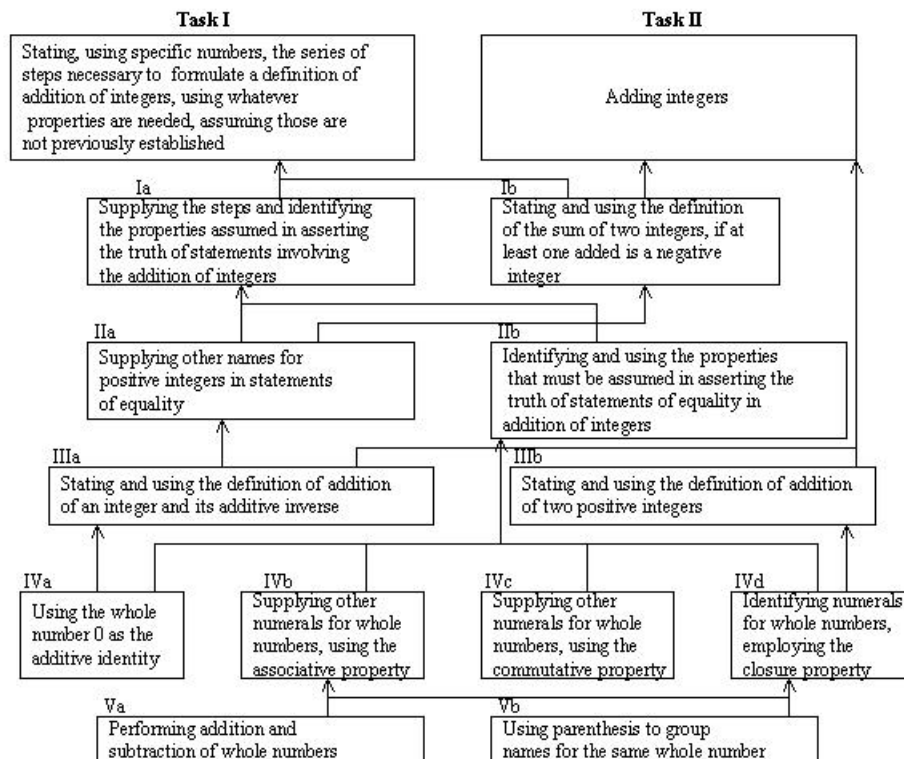 Task I
Task II
Stating, using specific numbers, the series of
steps necessary to formulate a definition of
addition of integers, using whatever
properties are needed, assuming those are
not previously established
Adding integers
Ia
Supplying the steps and identifying
the properties assumed in asserting
the truth of statements involving
the addition of integers
Ib
Stating and using the definition
of the sum of two integers, if at
least one added is a negative
integer
IIa
Supplying other names for
positive integers in statements
of equality
IIb
Identifying and using the properties
that must be assumed in asserting the
truth of statements of equality in
addition of integers
IIIa
Stating and using the definition of addition
of an integer and its additive inverse
IIIb
Stating and using the definition of addition
of two positive integers
IVa
Using the whole
number 0 as the
additive identity
IVb
Supplying other
numerals for whole
numbers, using the
associative property
IVc
Supplying other
numerals for whole
numbers, using the
commutative property
IVd
Identifying numerals
for whole numbers,
employing the
closure property
Va
Performing addition and
subtraction of whole numbers
Vb
Using parenthesis to group
names for the same whole number